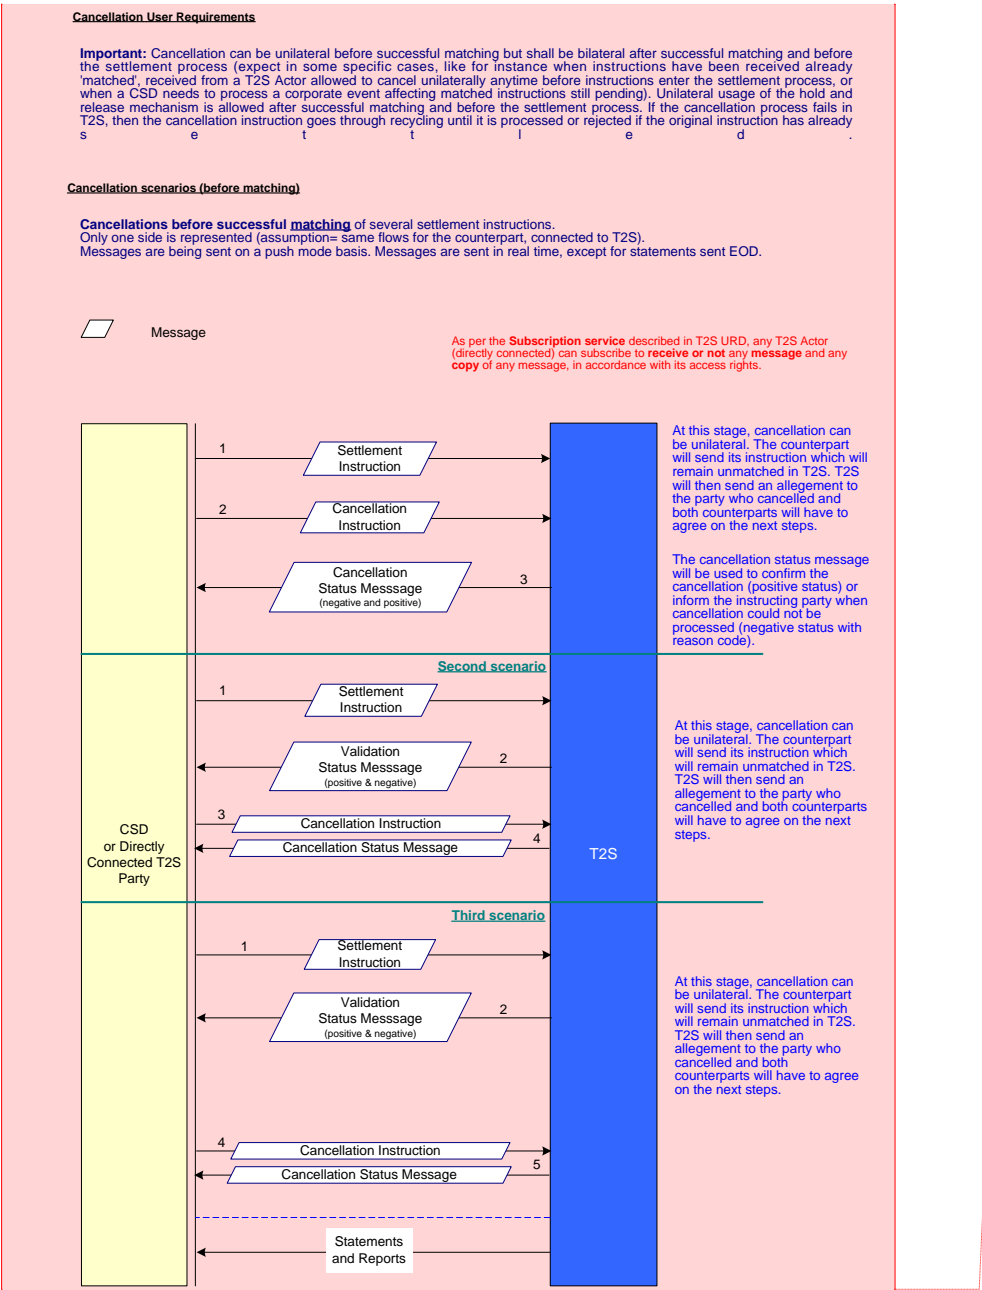 Cancellation User Requirements
Important: Cancellation can be unilateral before successful matching but shall be bilateral after successful matching and before
the settlement process (expect in some specific cases, like for instance when instructions have been received already
'matched', received from a T2S Actor allowed to cancel unilaterally anytime before instructions enter the settlement process, or
when a CSD needs to process a corporate event affecting matched instructions still pending). Unilateral usage of the hold and
release mechanism is allowed after successful matching and before the settlement process. If the cancellation process fails in
T2S, then the cancellation instruction goes through recycling until it is processed or rejected if the original instruction has already
s e t t l e d .
Cancellation scenarios (before matching)
Cancellations before successful matching of several settlement instructions.
Only one side is represented (assumption= same flows for the counterpart, connected to T2S).
Messages are being sent on a push mode basis. Messages are sent in real time, except for statements sent EOD.
Message
As per the Subscription service described in T2S URD, any T2S Actor
(directly connected) can subscribe to receive or not any message and any
copy of any message, in accordance with its access rights.
1
Settlement
Instruction
2
Cancellation
Instruction
Cancellation
Status Messsage
(negative and positive)
3
At this stage, cancellation can
be unilateral. The counterpart
will send its instruction which will
remain unmatched in T2S. T2S
will then send an allegement to
the party who cancelled and
both counterparts will have to
agree on the next steps.
The cancellation status message
will be used to confirm the
cancellation (positive status) or
inform the instructing party when
cancellation could not be
processed (negative status with
reason code).
Second scenario
1
Settlement
Instruction
Validation
Status Messsage
(positive & negative)
2
3
Cancellation Instruction
Cancellation Status Message
4
At this stage, cancellation can
be unilateral. The counterpart
will send its instruction which
will remain unmatched in T2S.
T2S will then send an
allegement to the party who
cancelled and both counterparts
will have to agree on the next
steps.
CSD
or Directly
Connected T2S
Party
T2S
Third scenario
1
Settlement
Instruction
Validation
Status Messsage
(positive & negative)
2
At this stage, cancellation can
be unilateral. The counterpart
will send its instruction which
will remain unmatched in T2S.
T2S will then send an
allegement to the party who
cancelled and both
counterparts will have to agree
on the next steps.
4
Cancellation Instruction
Cancellation Status Message
5
Statements
and Reports